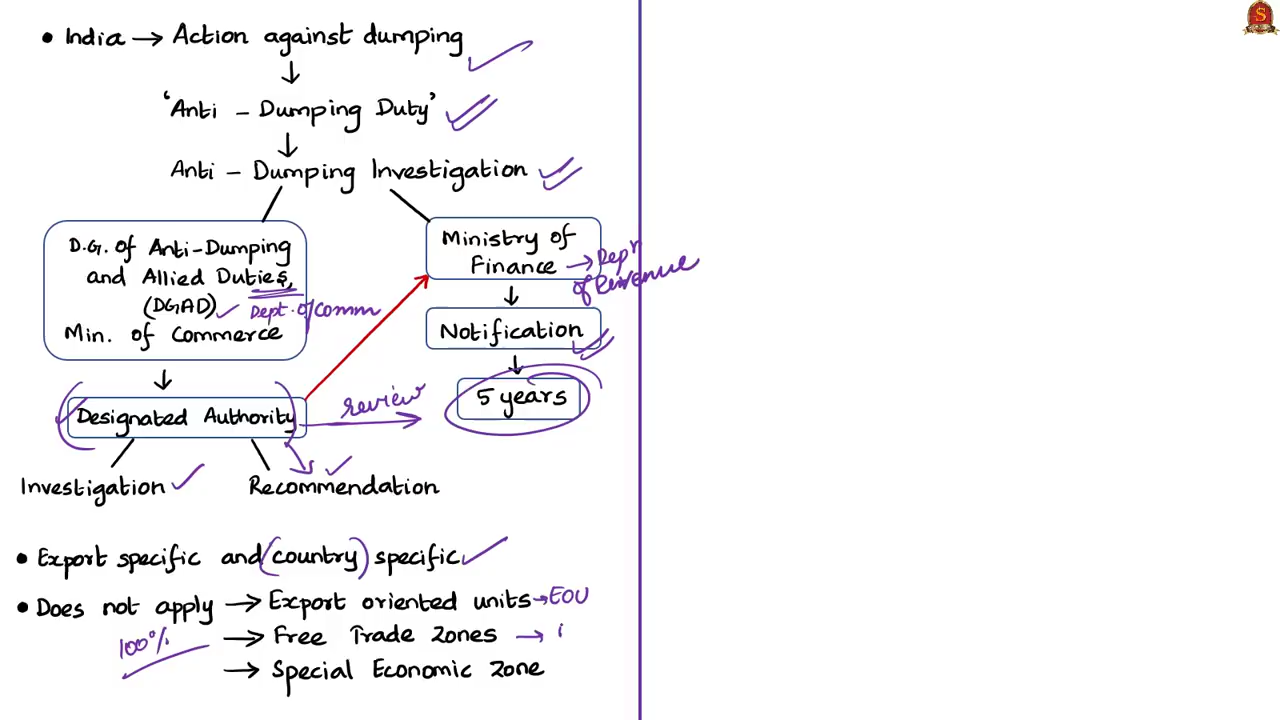 • India → Action against dumping
↓
'Anti - Dumping Duty'
↓
Anti - Dumping Investigation
D.G. of Anti-Dumping
and Allied Duties,
(DGAD) Dept. of Comm
Min. of Commerce
Ministry of
Finance → Dept
of Revenue
↓
Notification
↓
5 years
↓
Designated Authority
review
Investigation
Recommendation
• Export specific and (country) specific
• Does not apply → Export oriented units → EOU
100% → Free Trade Zones →
→ Special Economic Zone
S